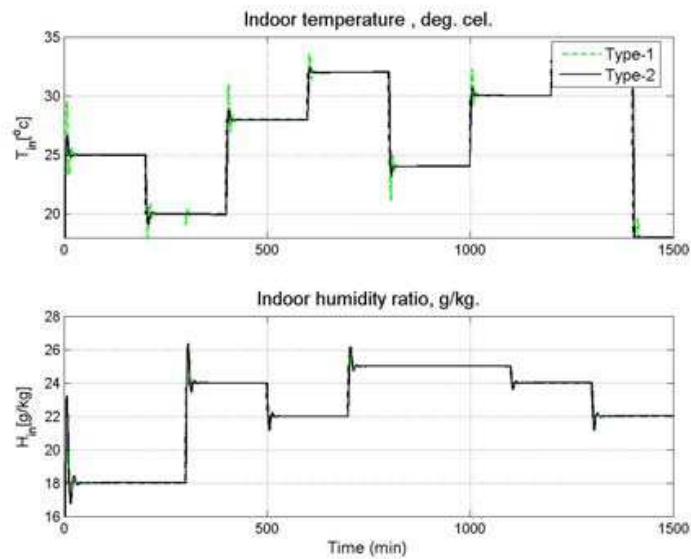 Indoor temperature , deg. cel.
35
30
25
20
T_in[°c]
Type-1
Type-2
0
500
1000
1500
Indoor humidity ratio, g/kg.
28
26
24
22
20
18
16
H_in[g/kg]
0
500
1000
1500
Time (min)